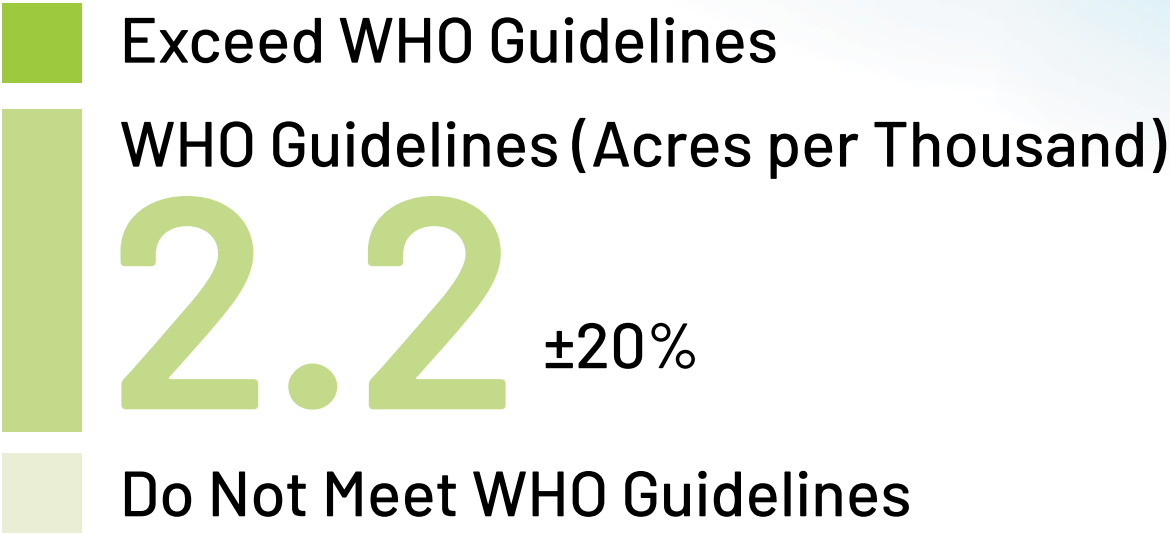 Exceed WHO Guidelines
WHO Guidelines (Acres per Thousand)
2.2 ±20%
Do Not Meet WHO Guidelines